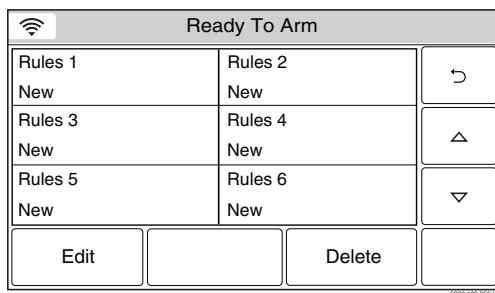 Ready To Arm
Rules 1
New
Rules 2
New
Rules 3
New
Rules 4
New
Rules 5
New
Rules 6
New
Edit
Delete